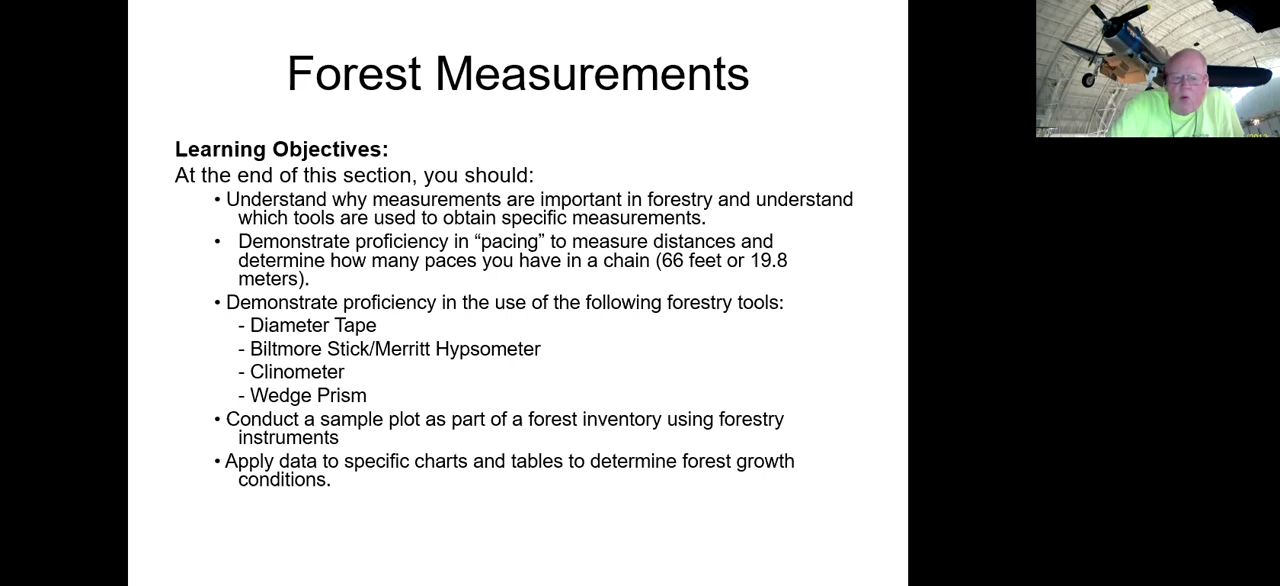 Forest Measurements
Learning Objectives:
At the end of this section, you should:
• Understand why measurements are important in forestry and understand
which tools are used to obtain specific measurements.
• Demonstrate proficiency in “pacing” to measure distances and
determine how many paces you have in a chain (66 feet or 19.8
meters).
• Demonstrate proficiency in the use of the following forestry tools:
- Diameter Tape
- Biltmore Stick/Merritt Hypsometer
- Clinometer
- Wedge Prism
• Conduct a sample plot as part of a forest inventory using forestry
instruments
• Apply data to specific charts and tables to determine forest growth
conditions.